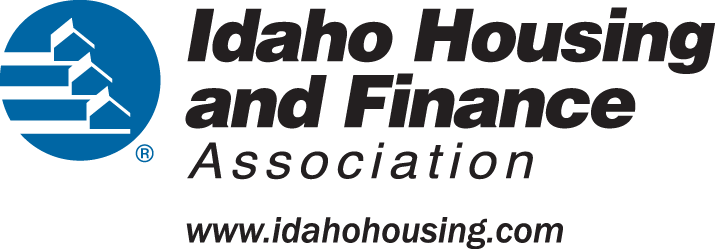 Idaho Housing
and Finance
Association
®
www.idahohousing.com